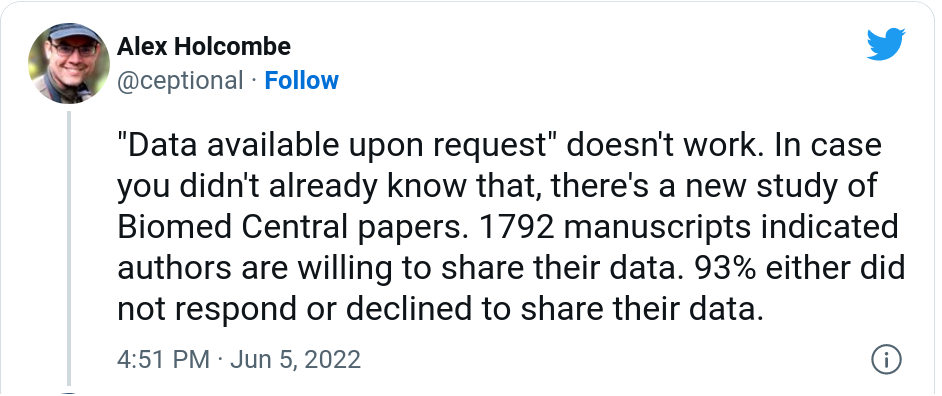 Alex Holcombe
@ceptional · Follow
"Data available upon request" doesn't work. In case
you didn't already know that, there's a new study of
Biomed Central papers. 1792 manuscripts indicated
authors are willing to share their data. 93% either did
not respond or declined to share their data.
4:51 PM · Jun 5, 2022